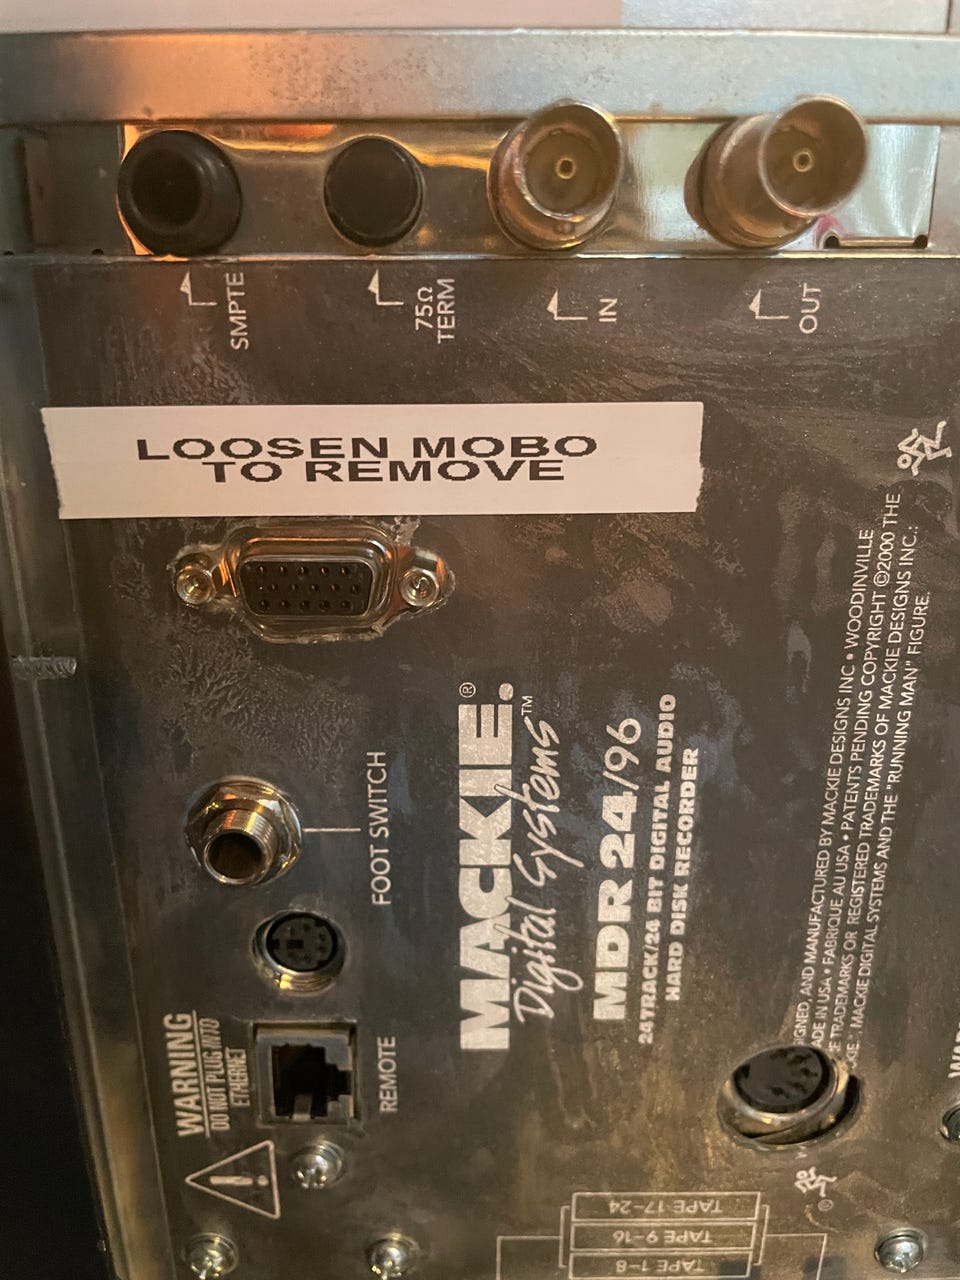 SMPTE
75Ω
TERM
IN
OUT
LOOSEN MOBO
TO REMOVE
FOOT SWITCH
MACKIE.®
Digital Systems™
MDR 24/96
24TRACK/24 BIT DIGITAL AUDIO
HARD DISK RECORDER
WARNING
DO NOT PLUG INTO
ETHERNET
REMOTE
IGNED, AND MANUFACTURED BY MACKIE DESIGNS INC • WOODINVILLE
ADE IN USA • FABRIQUE AU USA • PATENTS PENDING COPYRIGHT ©2000 THE
TRADEMARKS OR REGISTERED TRADEMARKS OF MACKIE DESIGNS INC.:
MACKIE DIGITAL SYSTEMS AND THE "RUNNING MAN" FIGURE.
TAPE 17-24
TAPE 9-16
TAPE 1-8
©